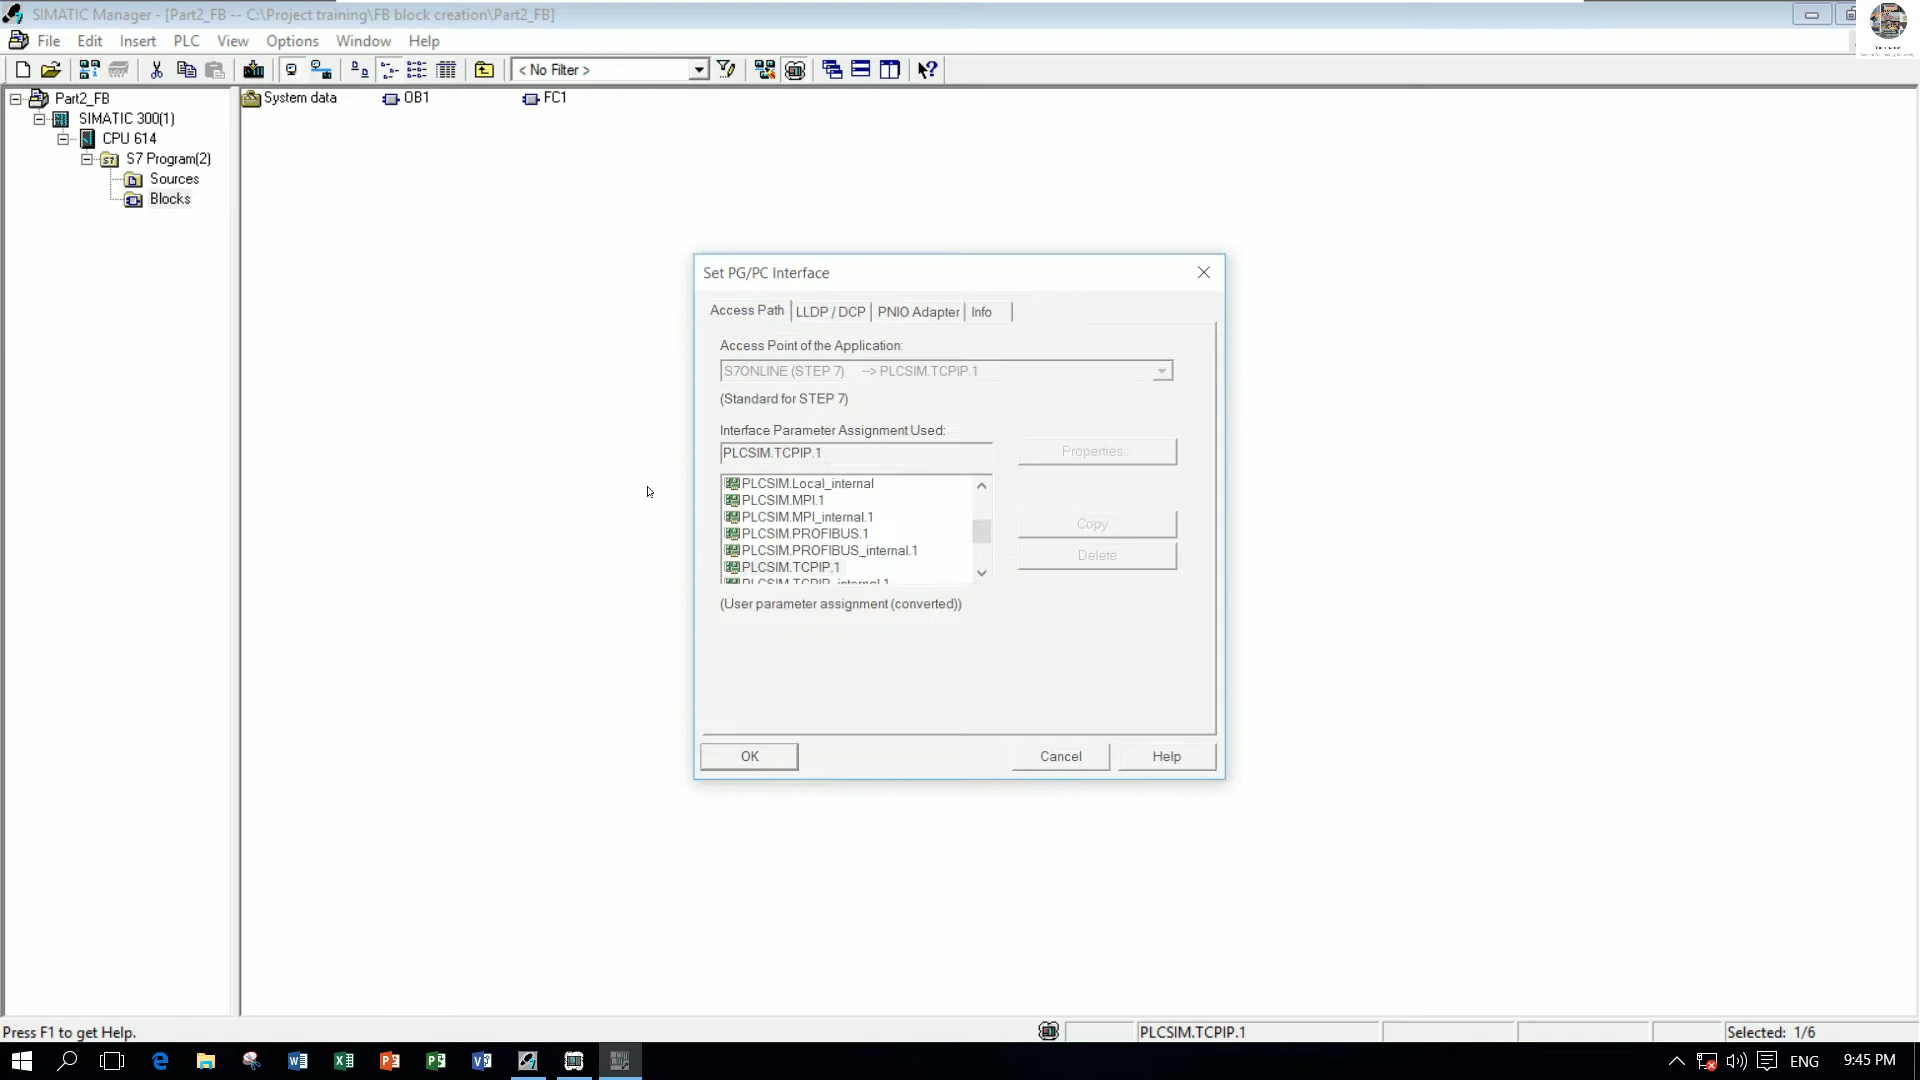 SIMATIC Manager - [Part2_FB -- C:\Project training\FB block creation\Part2_FB]
File Edit Insert PLC View Options Window Help
< No Filter >
Part2_FB
SIMATIC 300(1)
CPU 614
S7 Program(2)
Sources
Blocks
System data OB1 FC1
Set PG/PC Interface
Access Path LLDP / DCP PNIO Adapter Info
Access Point of the Application:
S7ONLINE (STEP 7) --> PLCSIM.TCPIP.1
(Standard for STEP 7)
Interface Parameter Assignment Used:
PLCSIM.TCPIP.1
Properties...
PLCSIM.Local_internal
PLCSIM.MPI.1
PLCSIM.MPI_internal.1
PLCSIM.PROFIBUS.1
PLCSIM.PROFIBUS_internal.1
PLCSIM.TCPIP.1
PLCSIM.TCPIP_internal.1
Copy...
Delete
(User parameter assignment (converted))
OK Cancel Help
Press F1 to get Help.
PLCSIM.TCPIP.1
Selected: 1/6
ENG
9:45 PM